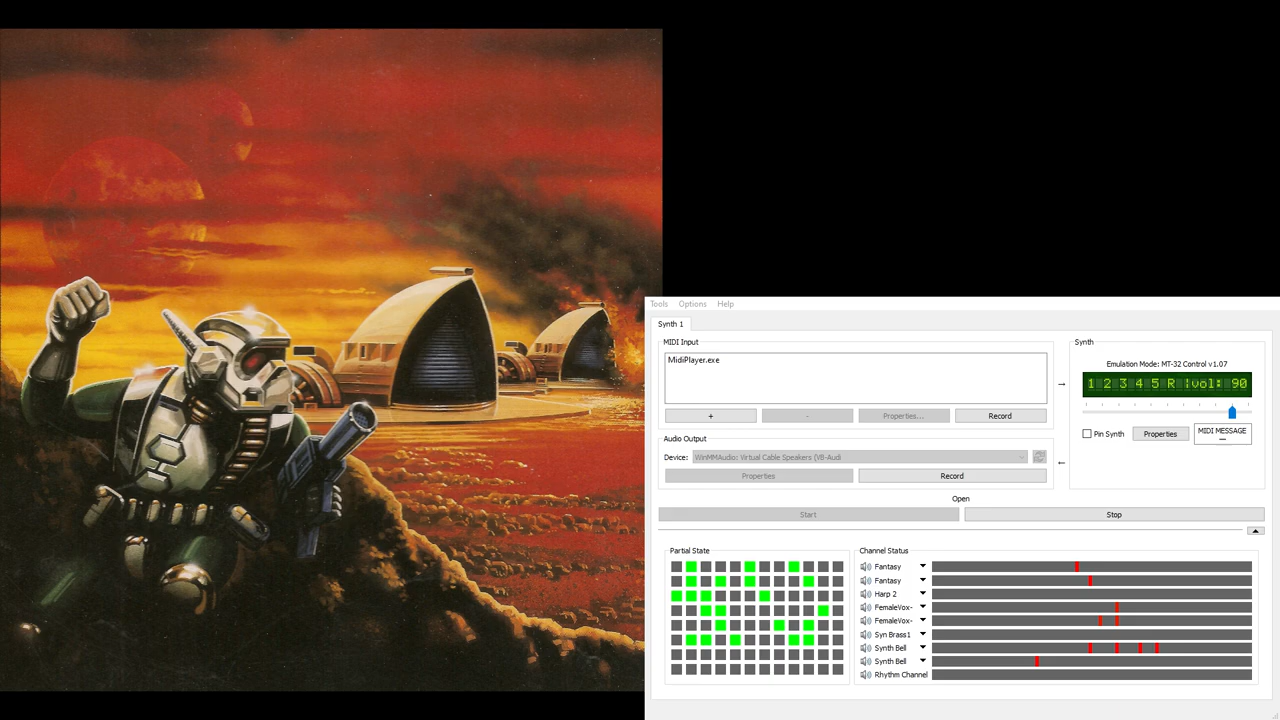 Tools Options Help
Synth 1
MIDI Input
MidiPlayer.exe
+ - Properties... Record
Audio Output
Device: WinMMAudio: Virtual Cable Speakers (VB-Audi
Properties Record
Synth
Emulation Mode: MT-32 Control v1.07
1 2 3 4 5 R |vol: 90
Pin Synth Properties MIDI MESSAGE
Open
Start Stop
Partial State
Channel Status
Fantasy
Fantasy
Harp 2
FemaleVox-
FemaleVox-
Syn Brass1
Synth Bell
Synth Bell
Rhythm Channel